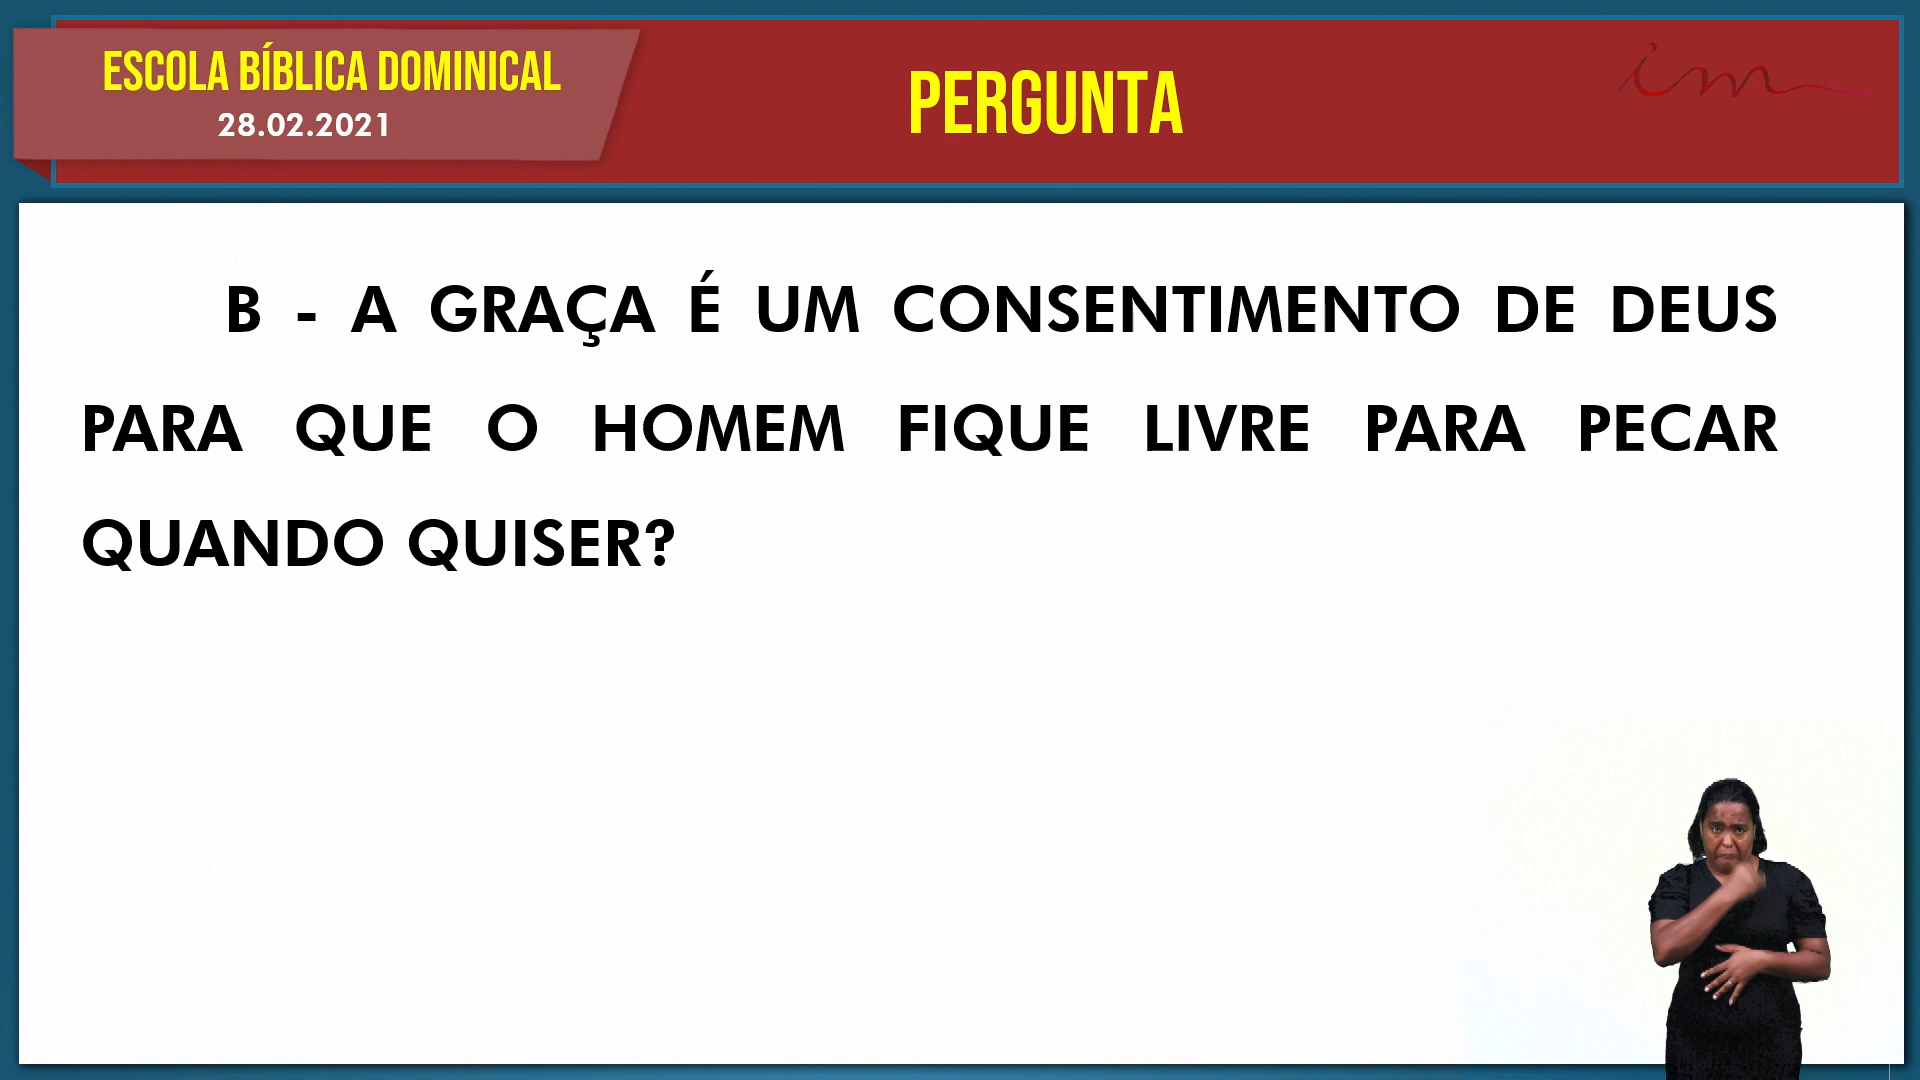 ESCOLA BÍBLICA DOMINICAL
28.02.2021
PERGUNTA
im
B - A GRAÇA É UM CONSENTIMENTO DE DEUS
PARA QUE O HOMEM FIQUE LIVRE PARA PECAR
QUANDO QUISER?